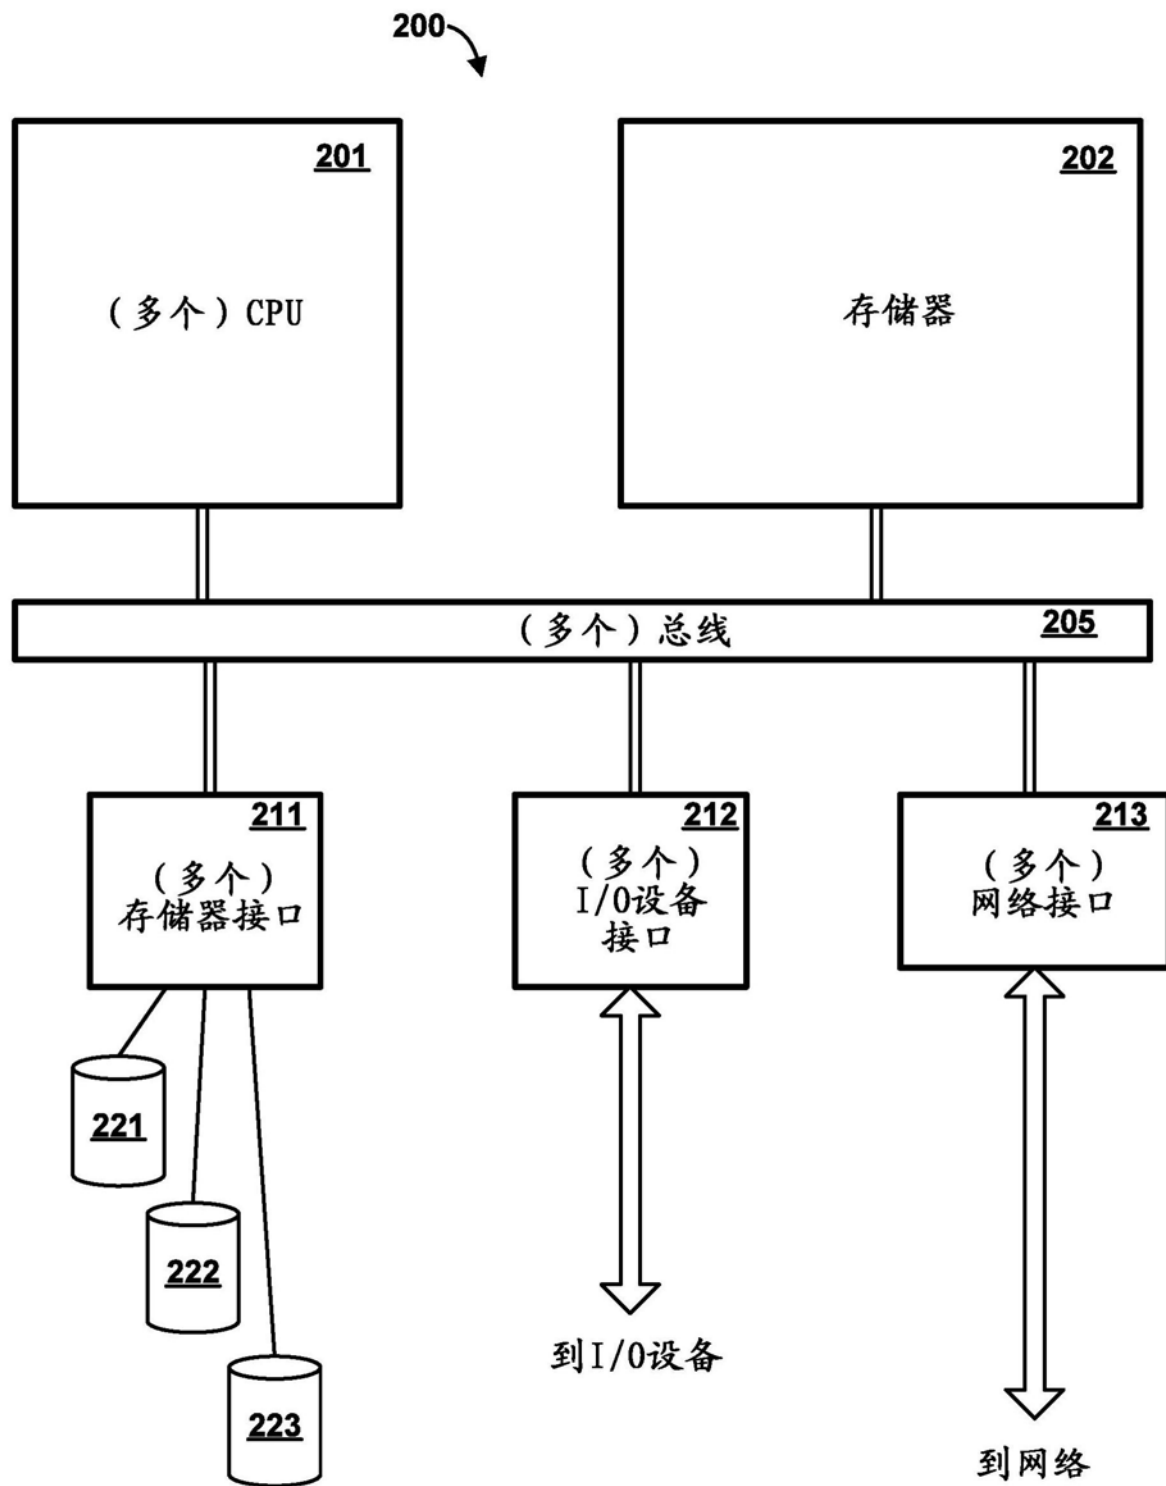 200
201
(多个)CPU
202
存储器
(多个)总线
205
211
(多个)
存储器接口
212
(多个)
I/O设备
接口
213
(多个)
网络接口
221
222
223
到I/O设备
到网络